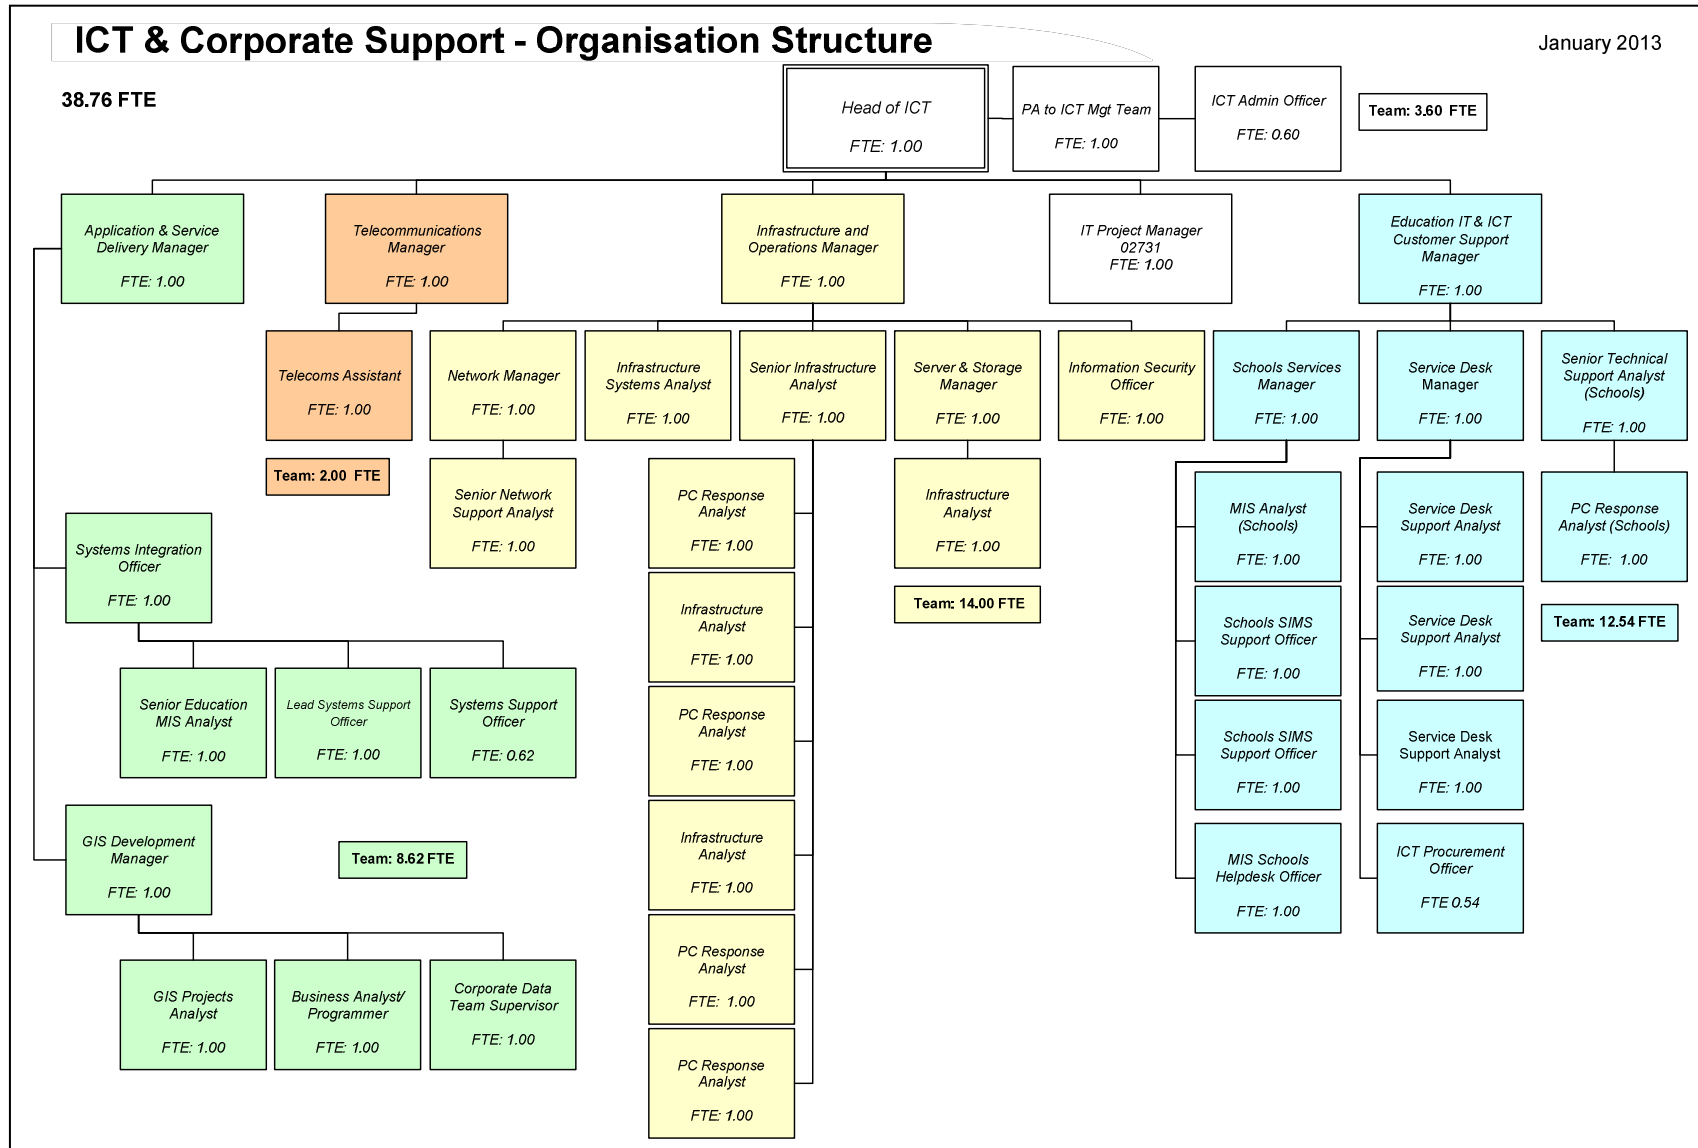 ICT & Corporate Support - Organisation Structure
January 2013
38.76 FTE
Head of ICT
FTE: 1.00
PA to ICT Mgt Team
FTE: 1.00
ICT Admin Officer
FTE: 0.60
Team: 3.60 FTE
Application & Service
Delivery Manager
FTE: 1.00
Telecommunications
Manager
FTE: 1.00
Infrastructure and
Operations Manager
FTE: 1.00
IT Project Manager
02731
FTE: 1.00
Education IT & ICT
Customer Support
Manager
FTE: 1.00
Telecoms Assistant
FTE: 1.00
Network Manager
FTE: 1.00
Infrastructure
Systems Analyst
FTE: 1.00
Senior Infrastructure
Analyst
FTE: 1.00
Server & Storage
Manager
FTE: 1.00
Information Security
Officer
FTE: 1.00
Schools Services
Manager
FTE: 1.00
Service Desk
Manager
FTE: 1.00
Senior Technical
Support Analyst
(Schools)
FTE: 1.00
Team: 2.00 FTE
Senior Network
Support Analyst
FTE: 1.00
PC Response
Analyst
FTE: 1.00
Infrastructure
Analyst
FTE: 1.00
MIS Analyst
(Schools)
FTE: 1.00
Service Desk
Support Analyst
FTE: 1.00
PC Response
Analyst (Schools)
FTE: 1.00
Systems Integration
Officer
FTE: 1.00
Infrastructure
Analyst
FTE: 1.00
Team: 14.00 FTE
Schools SIMS
Support Officer
FTE: 1.00
Service Desk
Support Analyst
FTE: 1.00
Team: 12.54 FTE
Senior Education
MIS Analyst
FTE: 1.00
Lead Systems Support
Officer
FTE: 1.00
Systems Support
Officer
FTE: 0.62
PC Response
Analyst
FTE: 1.00
Schools SIMS
Support Officer
FTE: 1.00
Service Desk
Support Analyst
FTE: 1.00
GIS Development
Manager
FTE: 1.00
Team: 8.62 FTE
Infrastructure
Analyst
FTE: 1.00
MIS Schools
Helpdesk Officer
FTE: 1.00
ICT Procurement
Officer
FTE 0.54
GIS Projects
Analyst
FTE: 1.00
Business Analyst/
Programmer
FTE: 1.00
Corporate Data
Team Supervisor
FTE: 1.00
PC Response
Analyst
FTE: 1.00
PC Response
Analyst
FTE: 1.00